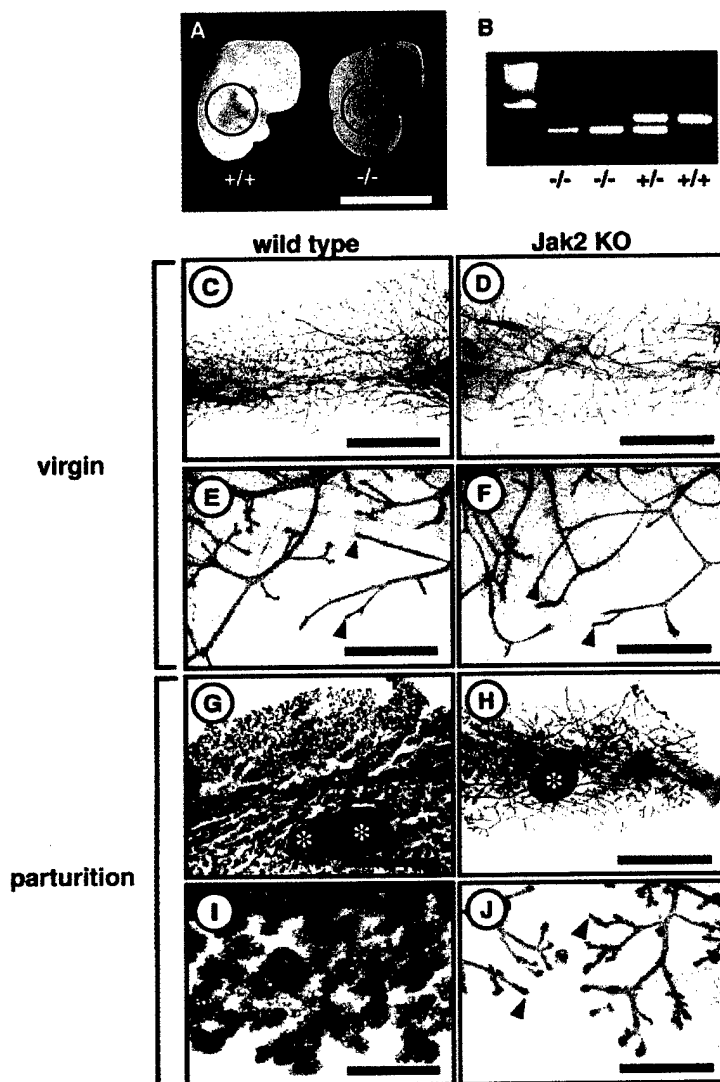 A
B
+/+
-/-
-/- -/- +/- +/+
wild type
Jak2 KO
virgin
C
D
E
F
parturition
G
H
* *
*
I
J